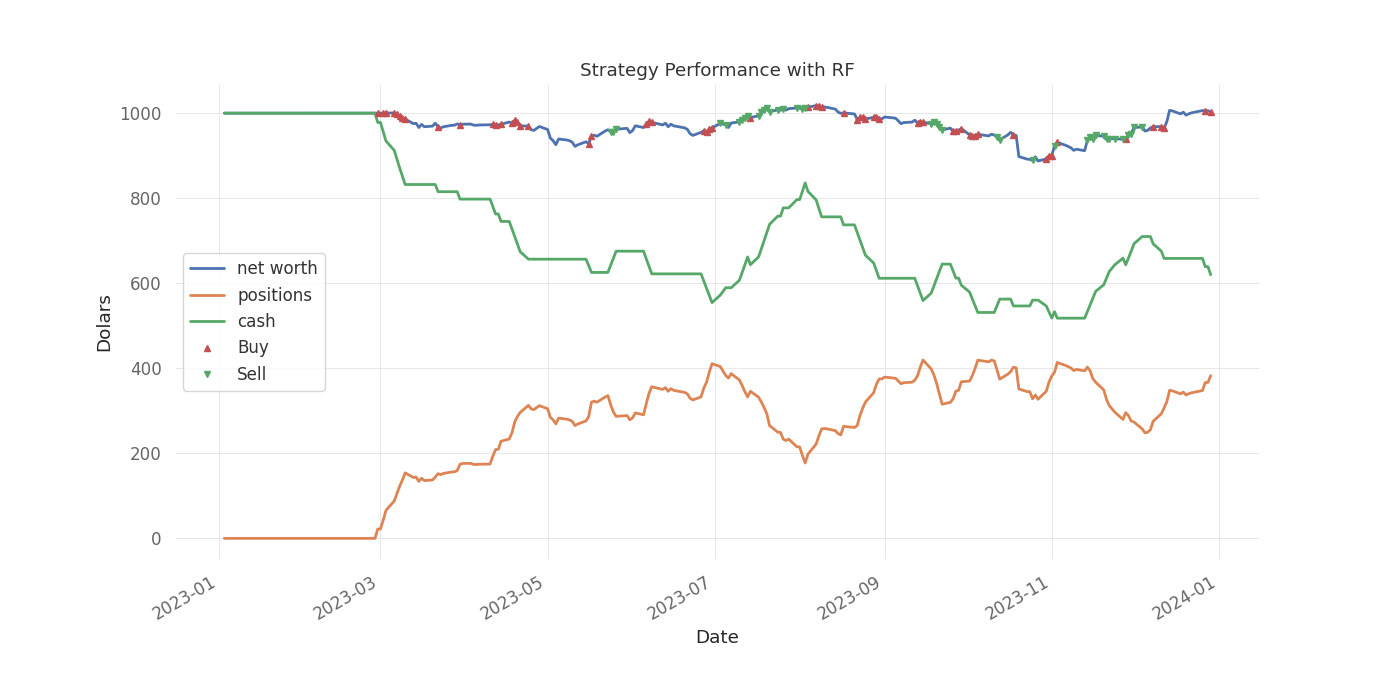 Strategy Performance with RF
Dolars
1000
800
600
400
200
0
net worth
positions
cash
Buy
Sell
2023-01
2023-03
2023-05
2023-07
2023-09
2023-11
2024-01
Date